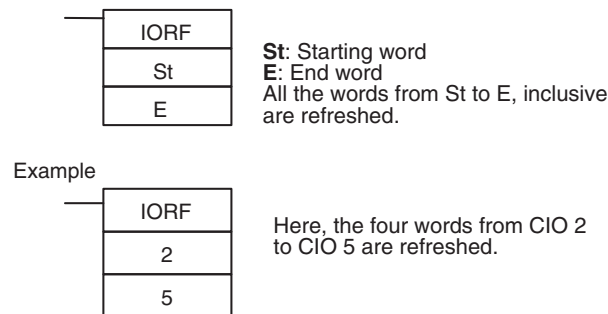 IORF
St
E
St: Starting word
E: End word
All the words from St to E, inclusive
are refreshed.
Example
IORF
2
5
Here, the four words from CIO 2
to CIO 5 are refreshed.